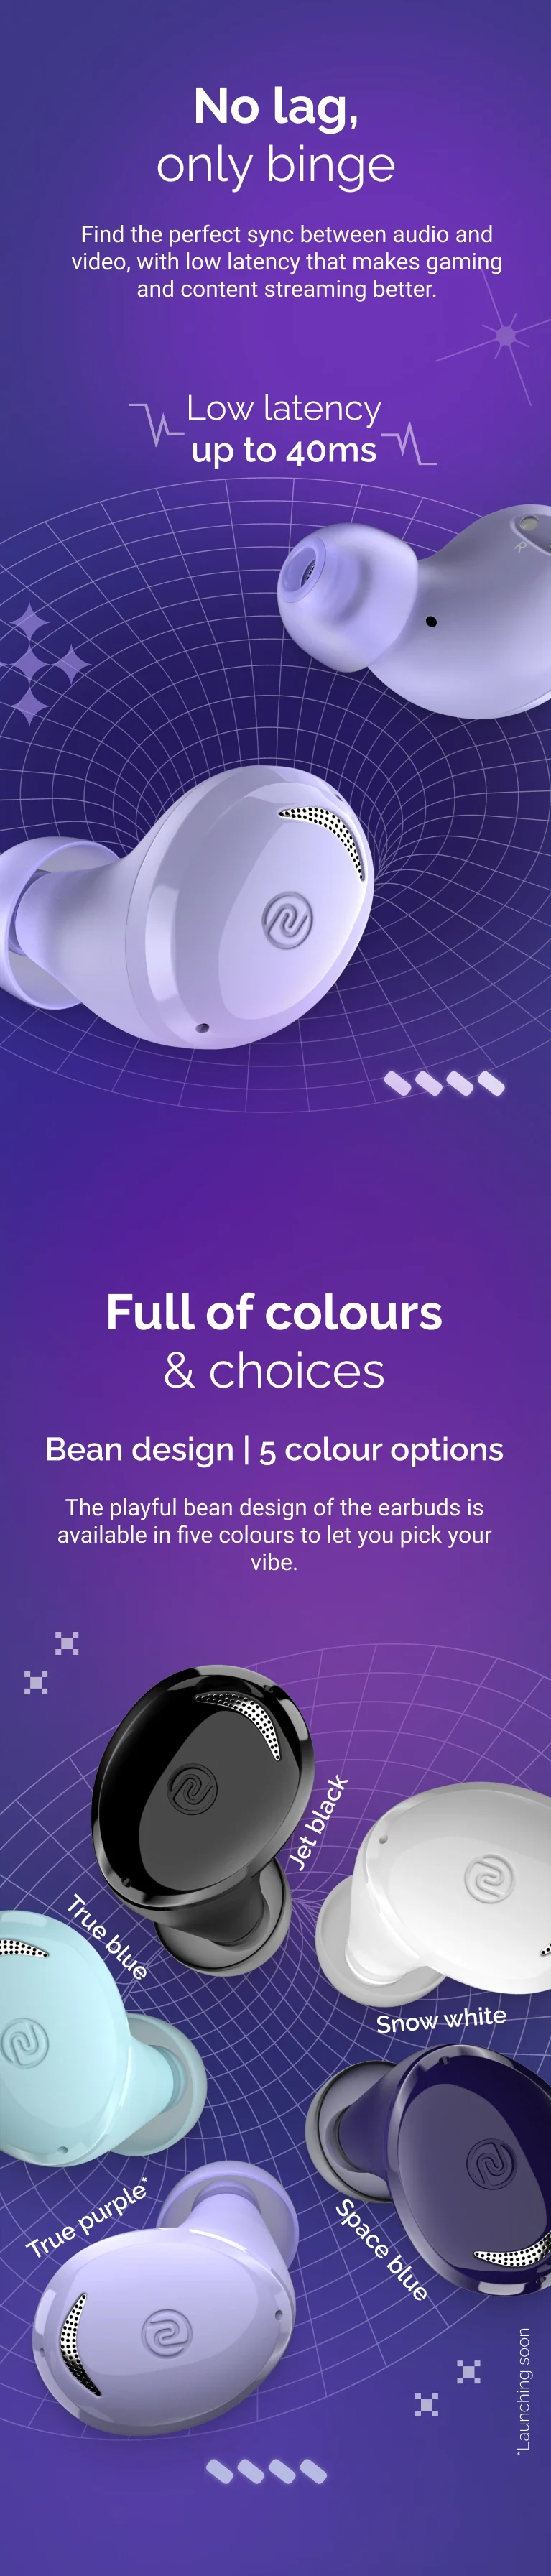 No lag,
only binge
Find the perfect sync between audio and
video, with low latency that makes gaming
and content streaming better.
Low latency
up to 40ms
R
Full of colours
& choices
Bean design | 5 colour options
The playful bean design of the earbuds is
available in five colours to let you pick your
vibe.
Jet black
True blue
Snow white
True purple*
Space blue
*Launching soon